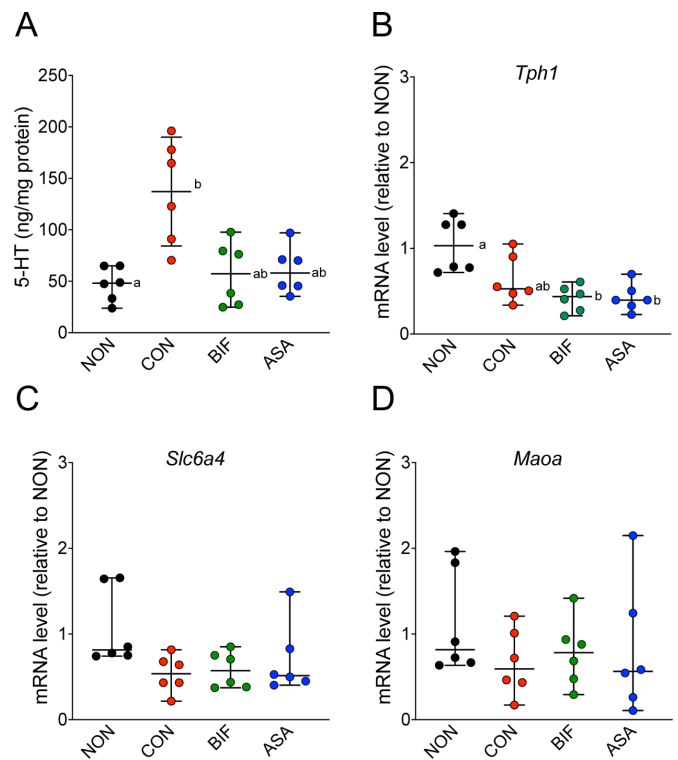 A
5-HT (ng/mg protein)
250
200
150
100
50
0
a
b
ab
ab
NON
CON
BIF
ASA
B
Tph1
mRNA level (relative to NON)
3
2
1
0
a
ab
b
b
NON
CON
BIF
ASA
C
Slc6a4
mRNA level (relative to NON)
3
2
1
0
NON
CON
BIF
ASA
D
Maoa
mRNA level (relative to NON)
3
2
1
0
NON
CON
BIF
ASA